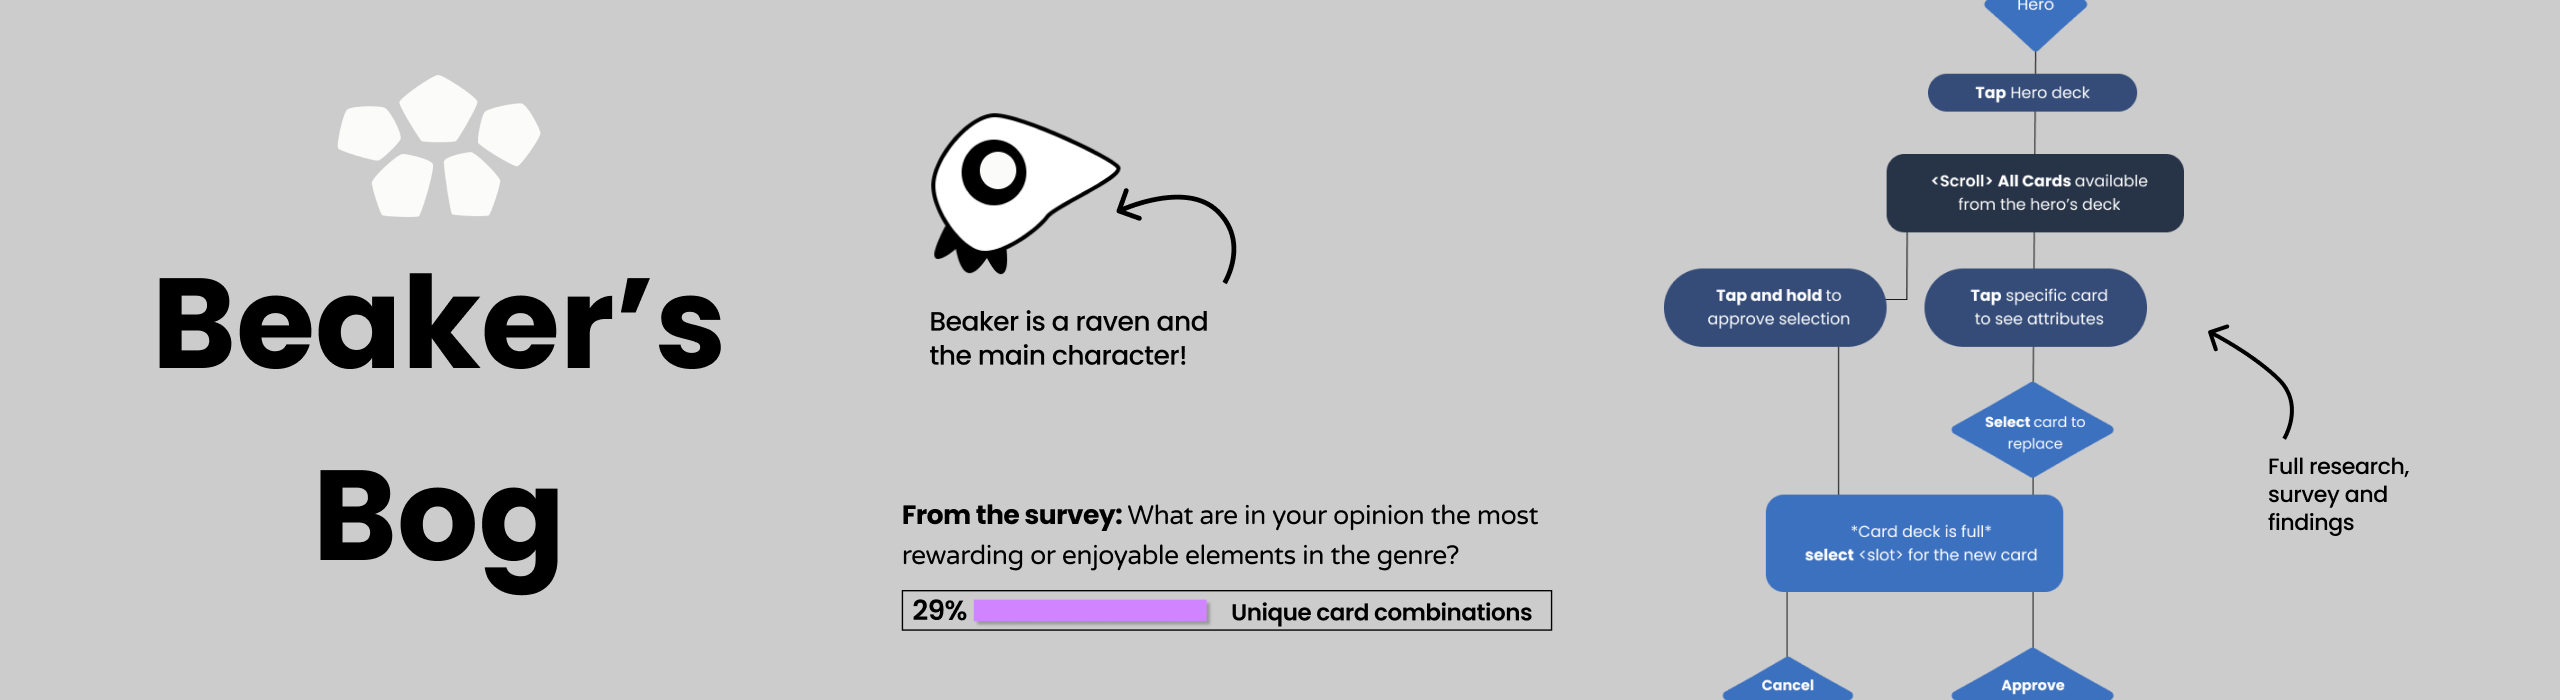 Beaker’s
Bog
Beaker is a raven and
the main character!
From the survey: What are in your opinion the most
rewarding or enjoyable elements in the genre?
29% Unique card combinations
Hero
Tap Hero deck
<Scroll> All Cards available
from the hero’s deck
Tap and hold to
approve selection
Tap specific card
to see attributes
Select card to
replace
*Card deck is full*
select <slot> for the new card
Cancel
Approve
Full research,
survey and
findings